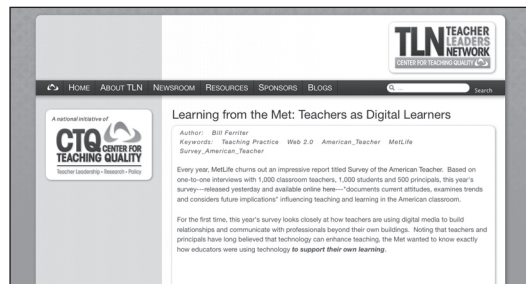 TLN TEACHER
LEADERS
NETWORK
CENTER FOR TEACHING QUALITY
HOME ABOUT TLN NEWSROOM RESOURCES SPONSORS BLOGS
... Search
A national initiative of
CTQ CENTER FOR
TEACHING QUALITY
Teacher Leadership • Research • Policy
Learning from the Met: Teachers as Digital Learners
Author: Bill Ferriter
Keywords: Teaching Practice Web 2.0 American_Teacher MetLife
Survey_American_Teacher
Every year, MetLife churns out an impressive report titled Survey of the American Teacher. Based on
one-to-one interviews with 1,000 classroom teachers, 1,000 students and 500 principals, this year's
survey—released yesterday and available online here—"documents current attitudes, examines trends
and considers future implications" influencing teaching and learning in the American classroom.
For the first time, this year's survey looks closely at how teachers are using digital media to build
relationships and communicate with professionals beyond their own buildings. Noting that teachers and
principals have long believed that technology can enhance teaching, the Met wanted to know exactly
how educators were using technology to support their own learning.